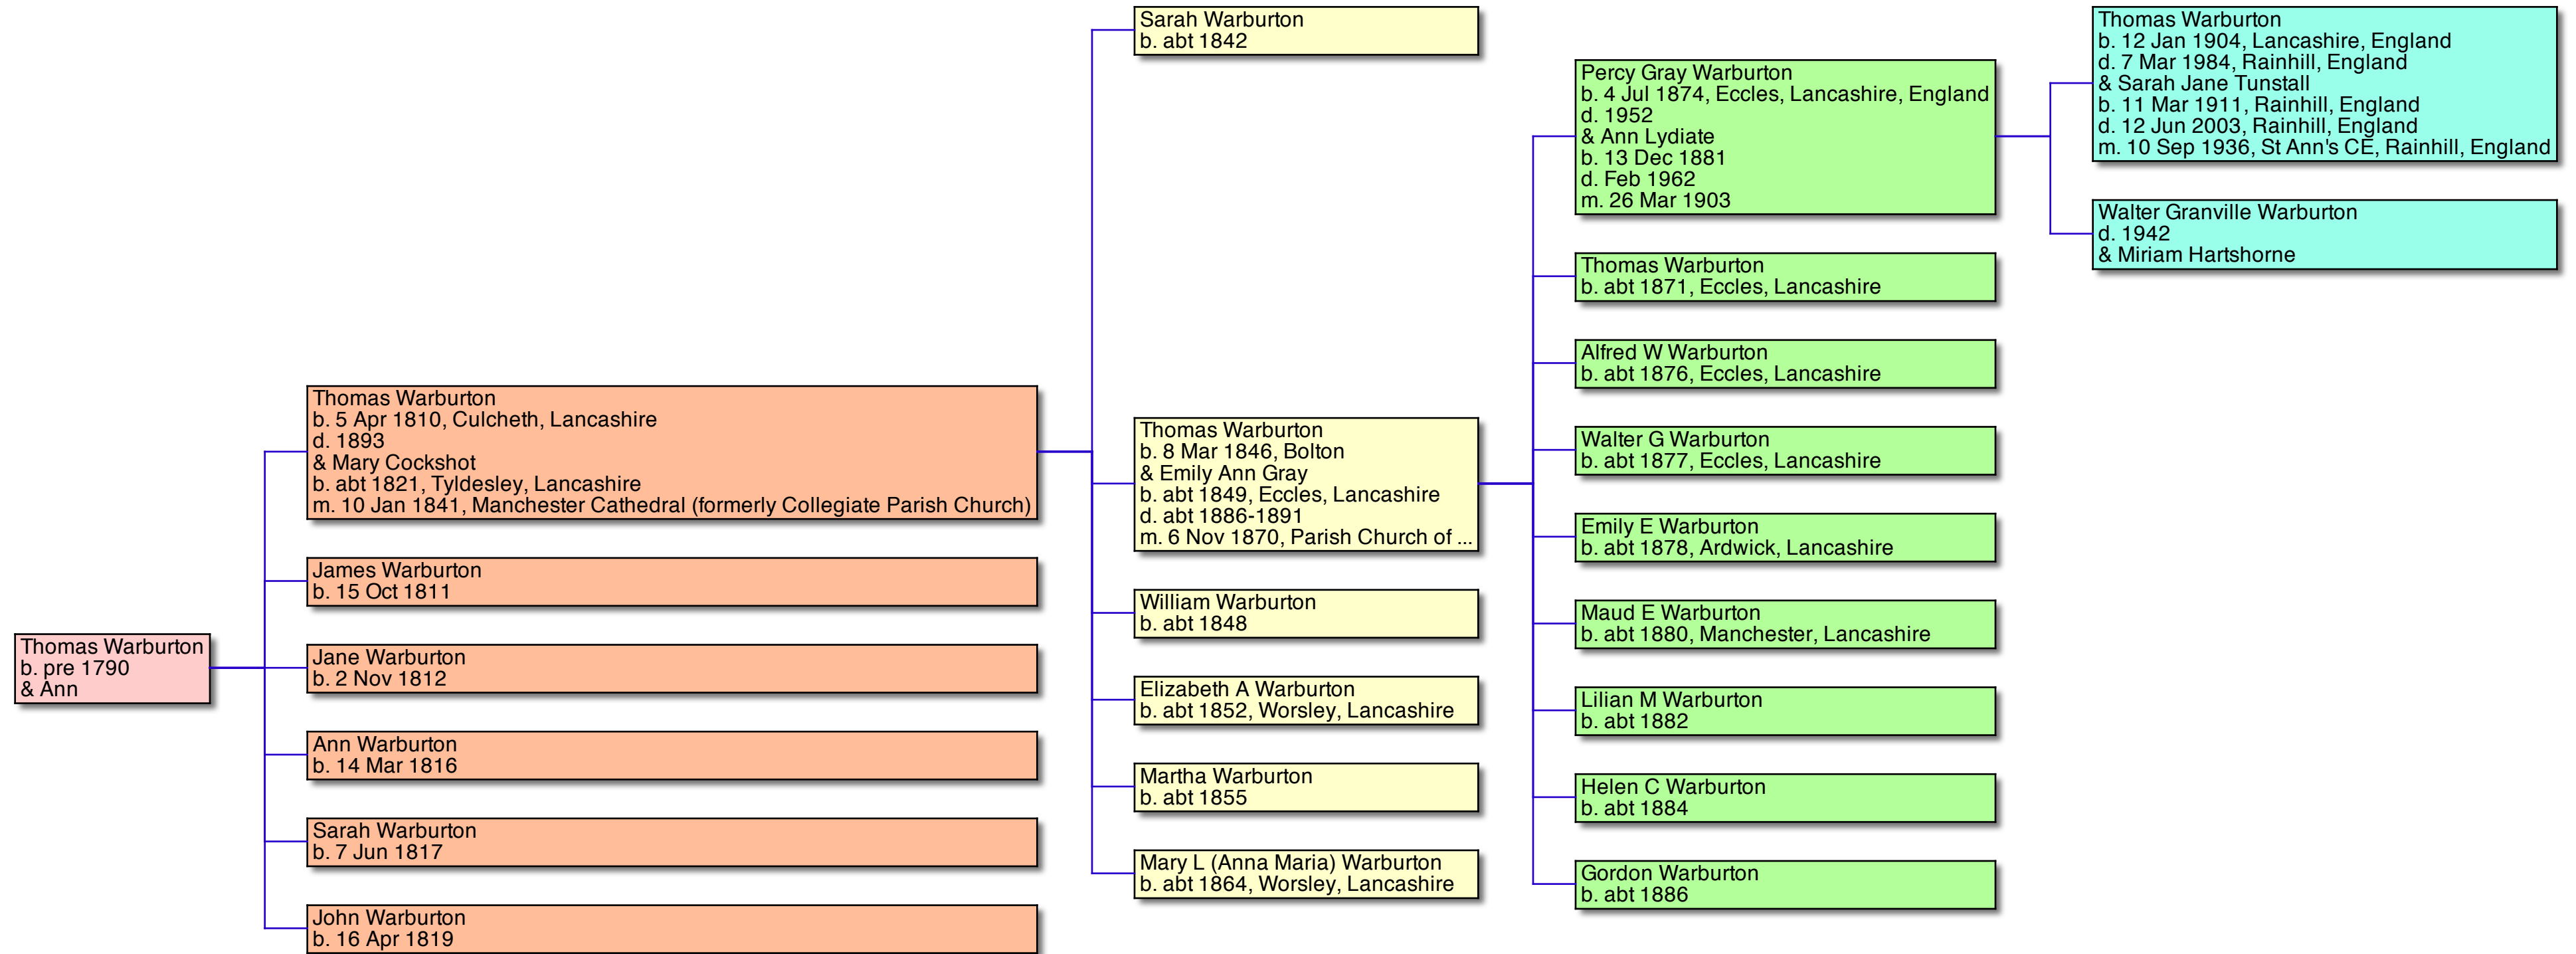 Thomas Warburton
b. pre 1790
& Ann
Thomas Warburton
b. 5 Apr 1810, Culcheth, Lancashire
d. 1893
& Mary Cockshot
b. abt 1821, Tyldesley, Lancashire
m. 10 Jan 1841, Manchester Cathedral (formerly Collegiate Parish Church)
James Warburton
b. 15 Oct 1811
Jane Warburton
b. 2 Nov 1812
Ann Warburton
b. 14 Mar 1816
Sarah Warburton
b. 7 Jun 1817
John Warburton
b. 16 Apr 1819
Sarah Warburton
b. abt 1842
Thomas Warburton
b. 8 Mar 1846, Bolton
& Emily Ann Gray
b. abt 1849, Eccles, Lancashire
d. abt 1886-1891
m. 6 Nov 1870, Parish Church of ...
William Warburton
b. abt 1848
Elizabeth A Warburton
b. abt 1852, Worsley, Lancashire
Martha Warburton
b. abt 1855
Mary L (Anna Maria) Warburton
b. abt 1864, Worsley, Lancashire
Percy Gray Warburton
b. 4 Jul 1874, Eccles, Lancashire, England
d. 1952
& Ann Lydiate
b. 13 Dec 1881
d. Feb 1962
m. 26 Mar 1903
Thomas Warburton
b. abt 1871, Eccles, Lancashire
Alfred W Warburton
b. abt 1876, Eccles, Lancashire
Walter G Warburton
b. abt 1877, Eccles, Lancashire
Emily E Warburton
b. abt 1878, Ardwick, Lancashire
Maud E Warburton
b. abt 1880, Manchester, Lancashire
Lilian M Warburton
b. abt 1882
Helen C Warburton
b. abt 1884
Gordon Warburton
b. abt 1886
Thomas Warburton
b. 12 Jan 1904, Lancashire, England
d. 7 Mar 1984, Rainhill, England
& Sarah Jane Tunstall
b. 11 Mar 1911, Rainhill, England
d. 12 Jun 2003, Rainhill, England
m. 10 Sep 1936, St Ann's CE, Rainhill, England
Walter Granville Warburton
d. 1942
& Miriam Hartshorne